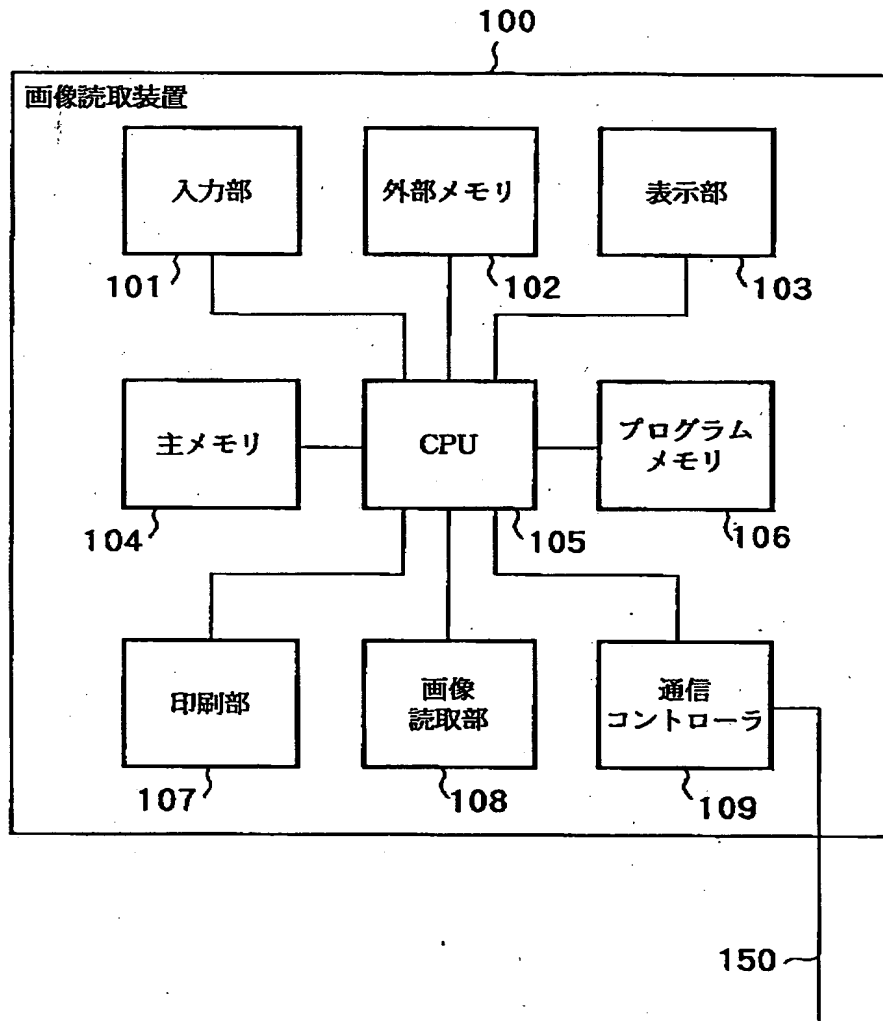 100
画像読取装置
入力部
外部メモリ
表示部
101
102
103
主メモリ
CPU
プログラム
メモリ
104
105
106
印刷部
画像
読取部
通信
コントローラ
107
108
109
150